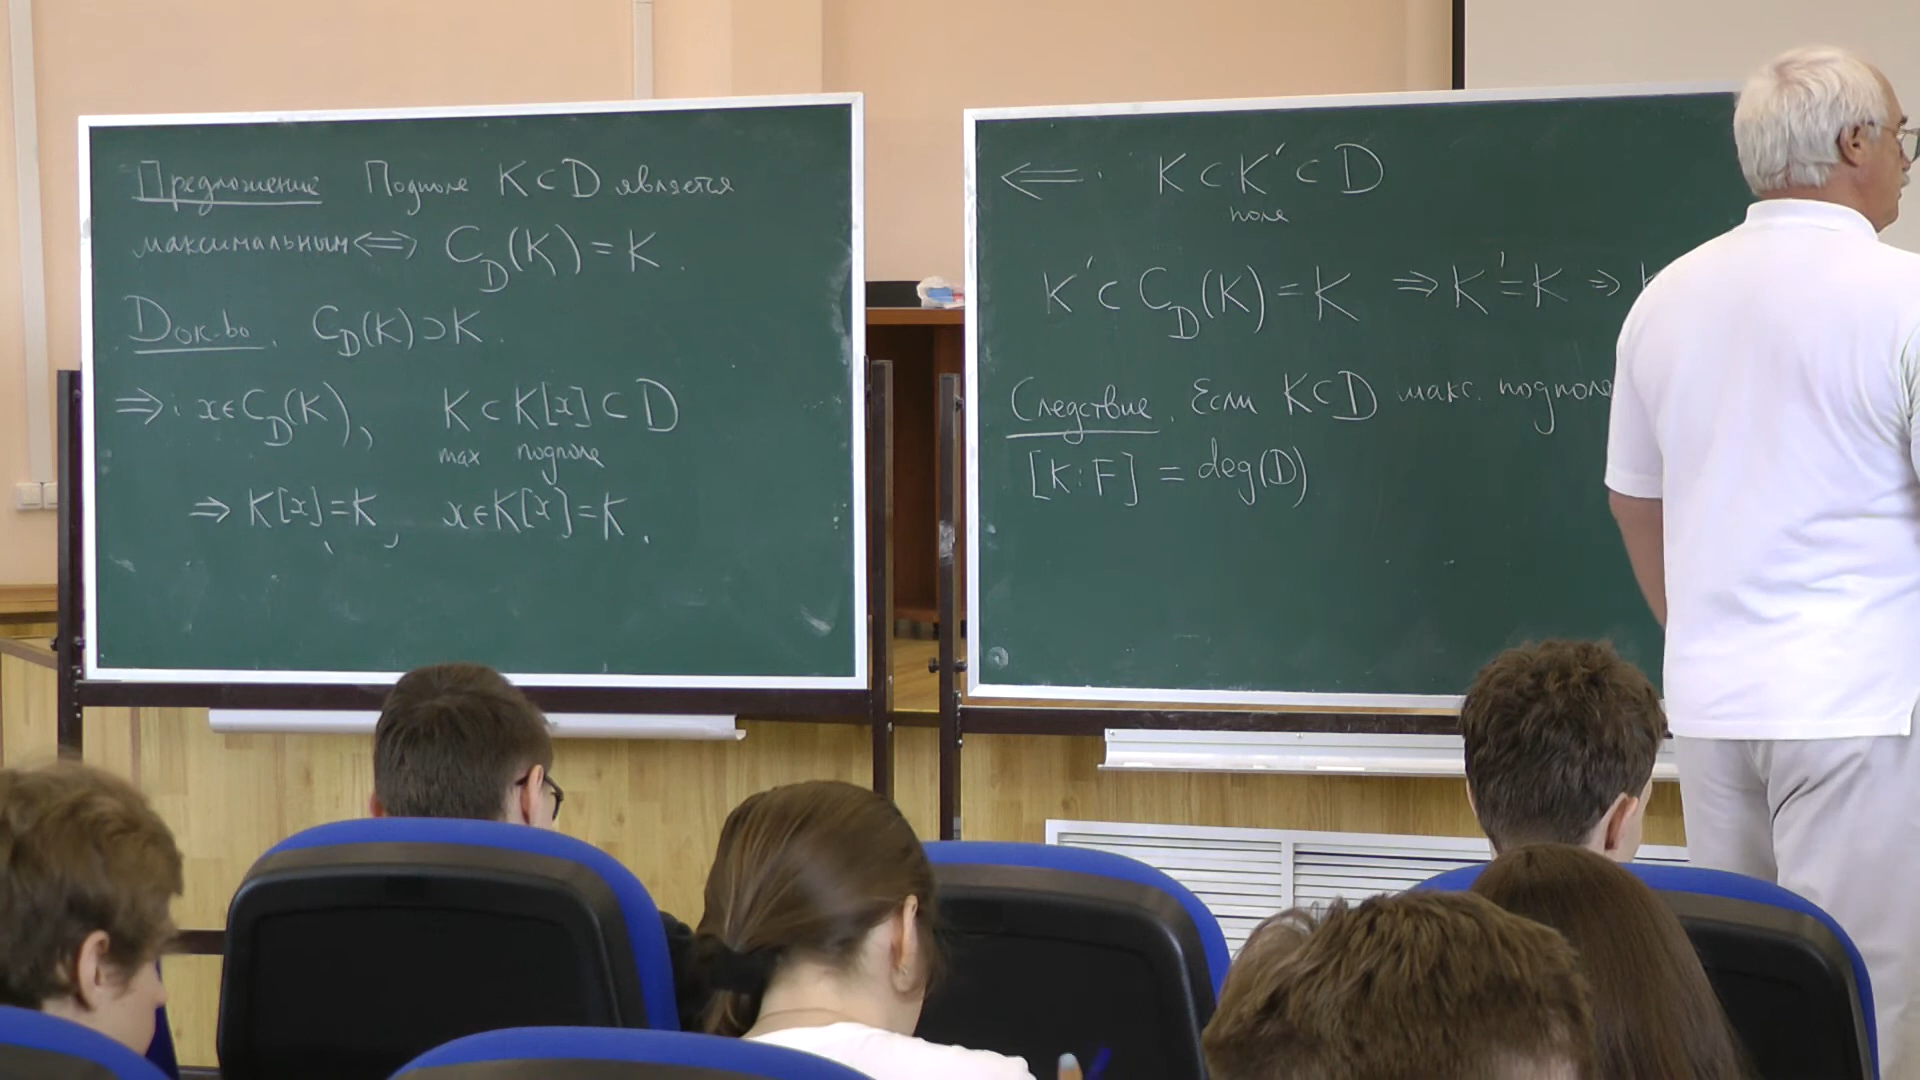 Предложение Подполе K⊂D является
максимальным ⟺ C_D(K)=K.
Док-во. C_D(K)⊃K.
⇒: x∈C_D(K), K⊂K[x]⊂D
max подполе
⇒ K[x]=K, x∈K[x]=K.
⟸. K⊂K′⊂D
поле
K′⊂C_D(K)=K ⇒K′=K ⇒
Следствие. Если K⊂D макс. подполе
[K:F] = deg(D)